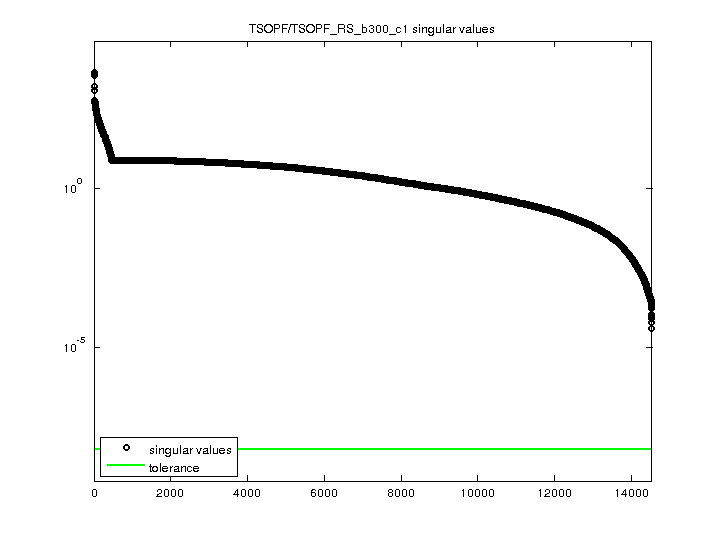 TSOPF/TSOPF_RS_b300_c1 singular values
10^0
10^-5
singular values
tolerance
0 2000 4000 6000 8000 10000 12000 14000